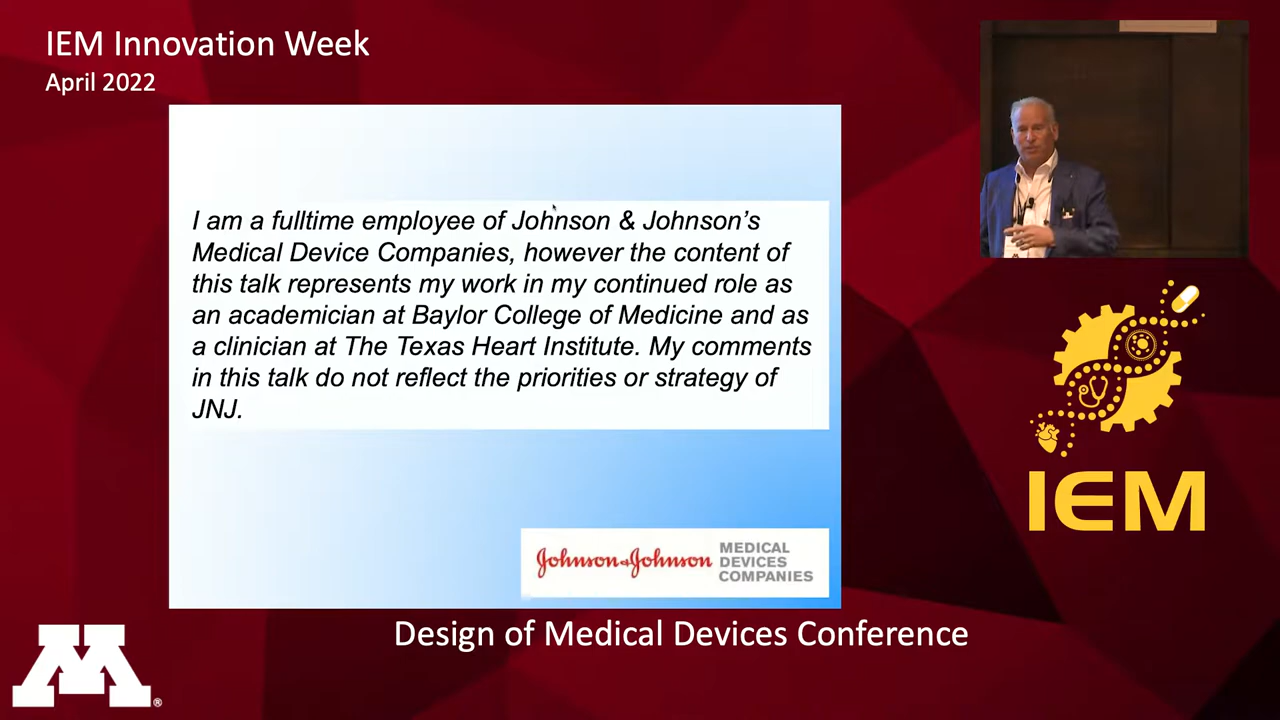 IEM Innovation Week
April 2022
I am a fulltime employee of Johnson & Johnson's
Medical Device Companies, however the content of
this talk represents my work in my continued role as
an academician at Baylor College of Medicine and as
a clinician at The Texas Heart Institute. My comments
in this talk do not reflect the priorities or strategy of
JNJ.
Johnson & Johnson
MEDICAL
DEVICES
COMPANIES
IEM
Design of Medical Devices Conference
M®